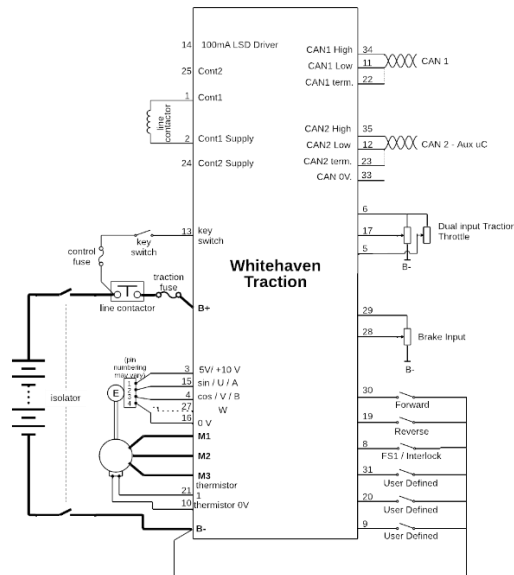 14 100mA LSD Driver
25 Cont2
1 Cont1
line
contactor
2 Cont1 Supply
24 Cont2 Supply
13 key
switch
key
switch
control
fuse
traction
fuse
line contactor
B+
Whitehaven
Traction
isolator
(pin
numbering
may vary)
1
2
3
4
E
3 5V/ +10 V
15 sin / U / A
4 cos / V / B
27 W
16 0 V
M1
M2
M3
thermistor
21 1
10 thermistor 0V
B-
CAN1 High 34
CAN1 Low 11
CAN1 term. 22
CAN 1
CAN2 High 35
CAN2 Low 12
CAN2 term. 23
CAN 0V. 33
CAN 2 - Aux uC
6
17
5
Dual input Traction
Throttle
B-
29
28
Brake Input
B-
30
Forward
19
Reverse
8
FS1 / Interlock
31
User Defined
20
User Defined
9
User Defined